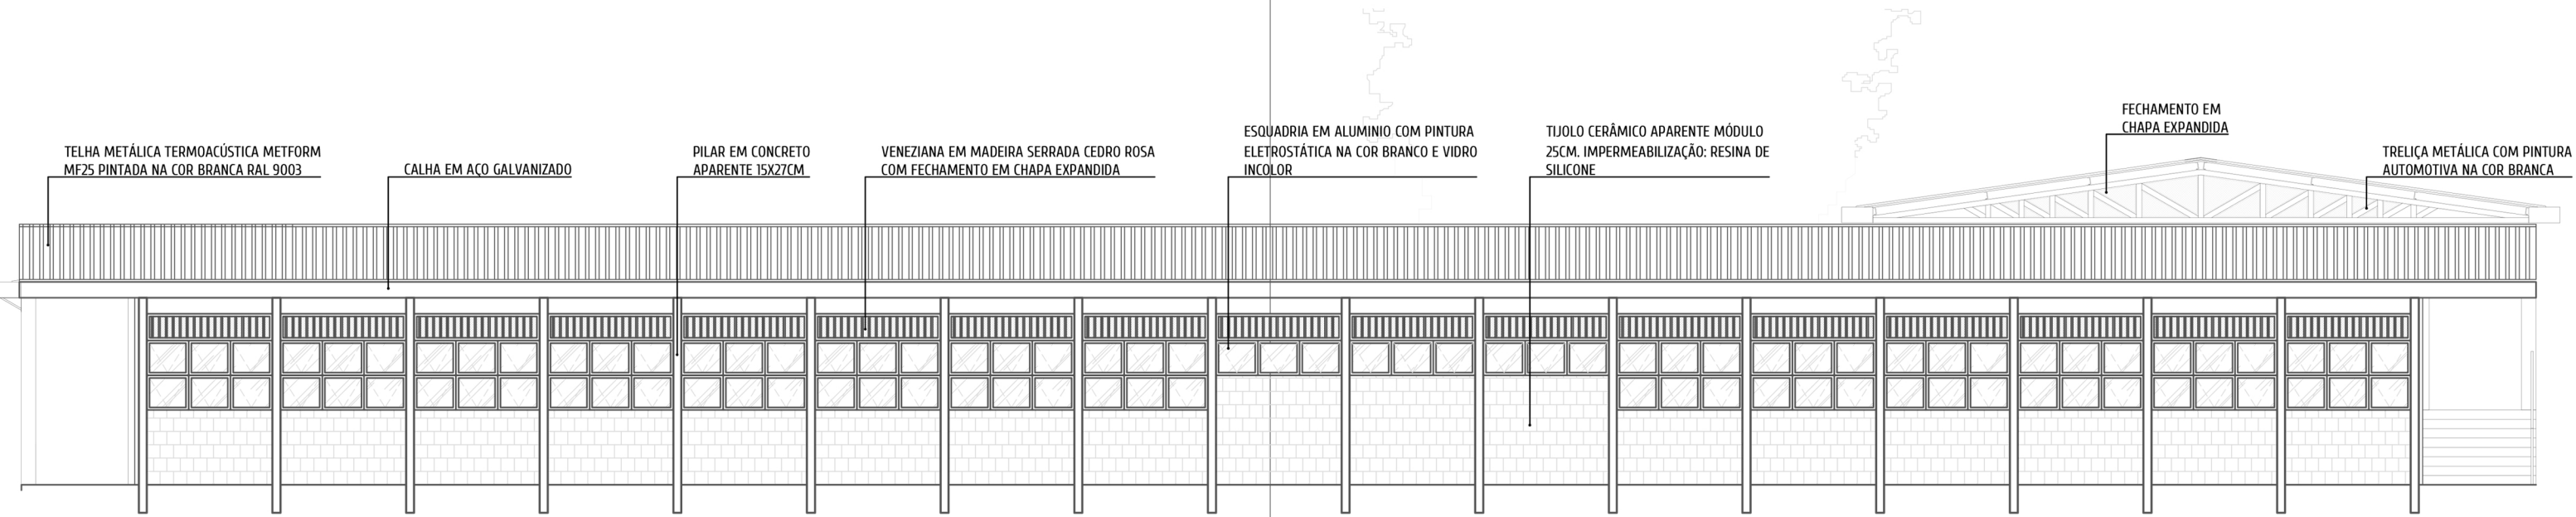 TELHA METÁLICA TERMOACÚSTICA METFORM
MF25 PINTADA NA COR BRANCA RAL 9003
CALHA EM AÇO GALVANIZADO
PILAR EM CONCRETO
APARENTE 15X27CM
VENEZIANA EM MADEIRA SERRADA CEDRO ROSA
COM FECHAMENTO EM CHAPA EXPANDIDA
ESQUADRIA EM ALUMINIO COM PINTURA
ELETROSTÁTICA NA COR BRANCO E VIDRO
INCOLOR
TIJOLO CERÂMICO APARENTE MÓDULO
25CM. IMPERMEABILIZAÇÃO: RESINA DE
SILICONE
FECHAMENTO EM
CHAPA EXPANDIDA
TRELIÇA METÁLICA COM PINTURA
AUTOMOTIVA NA COR BRANCA